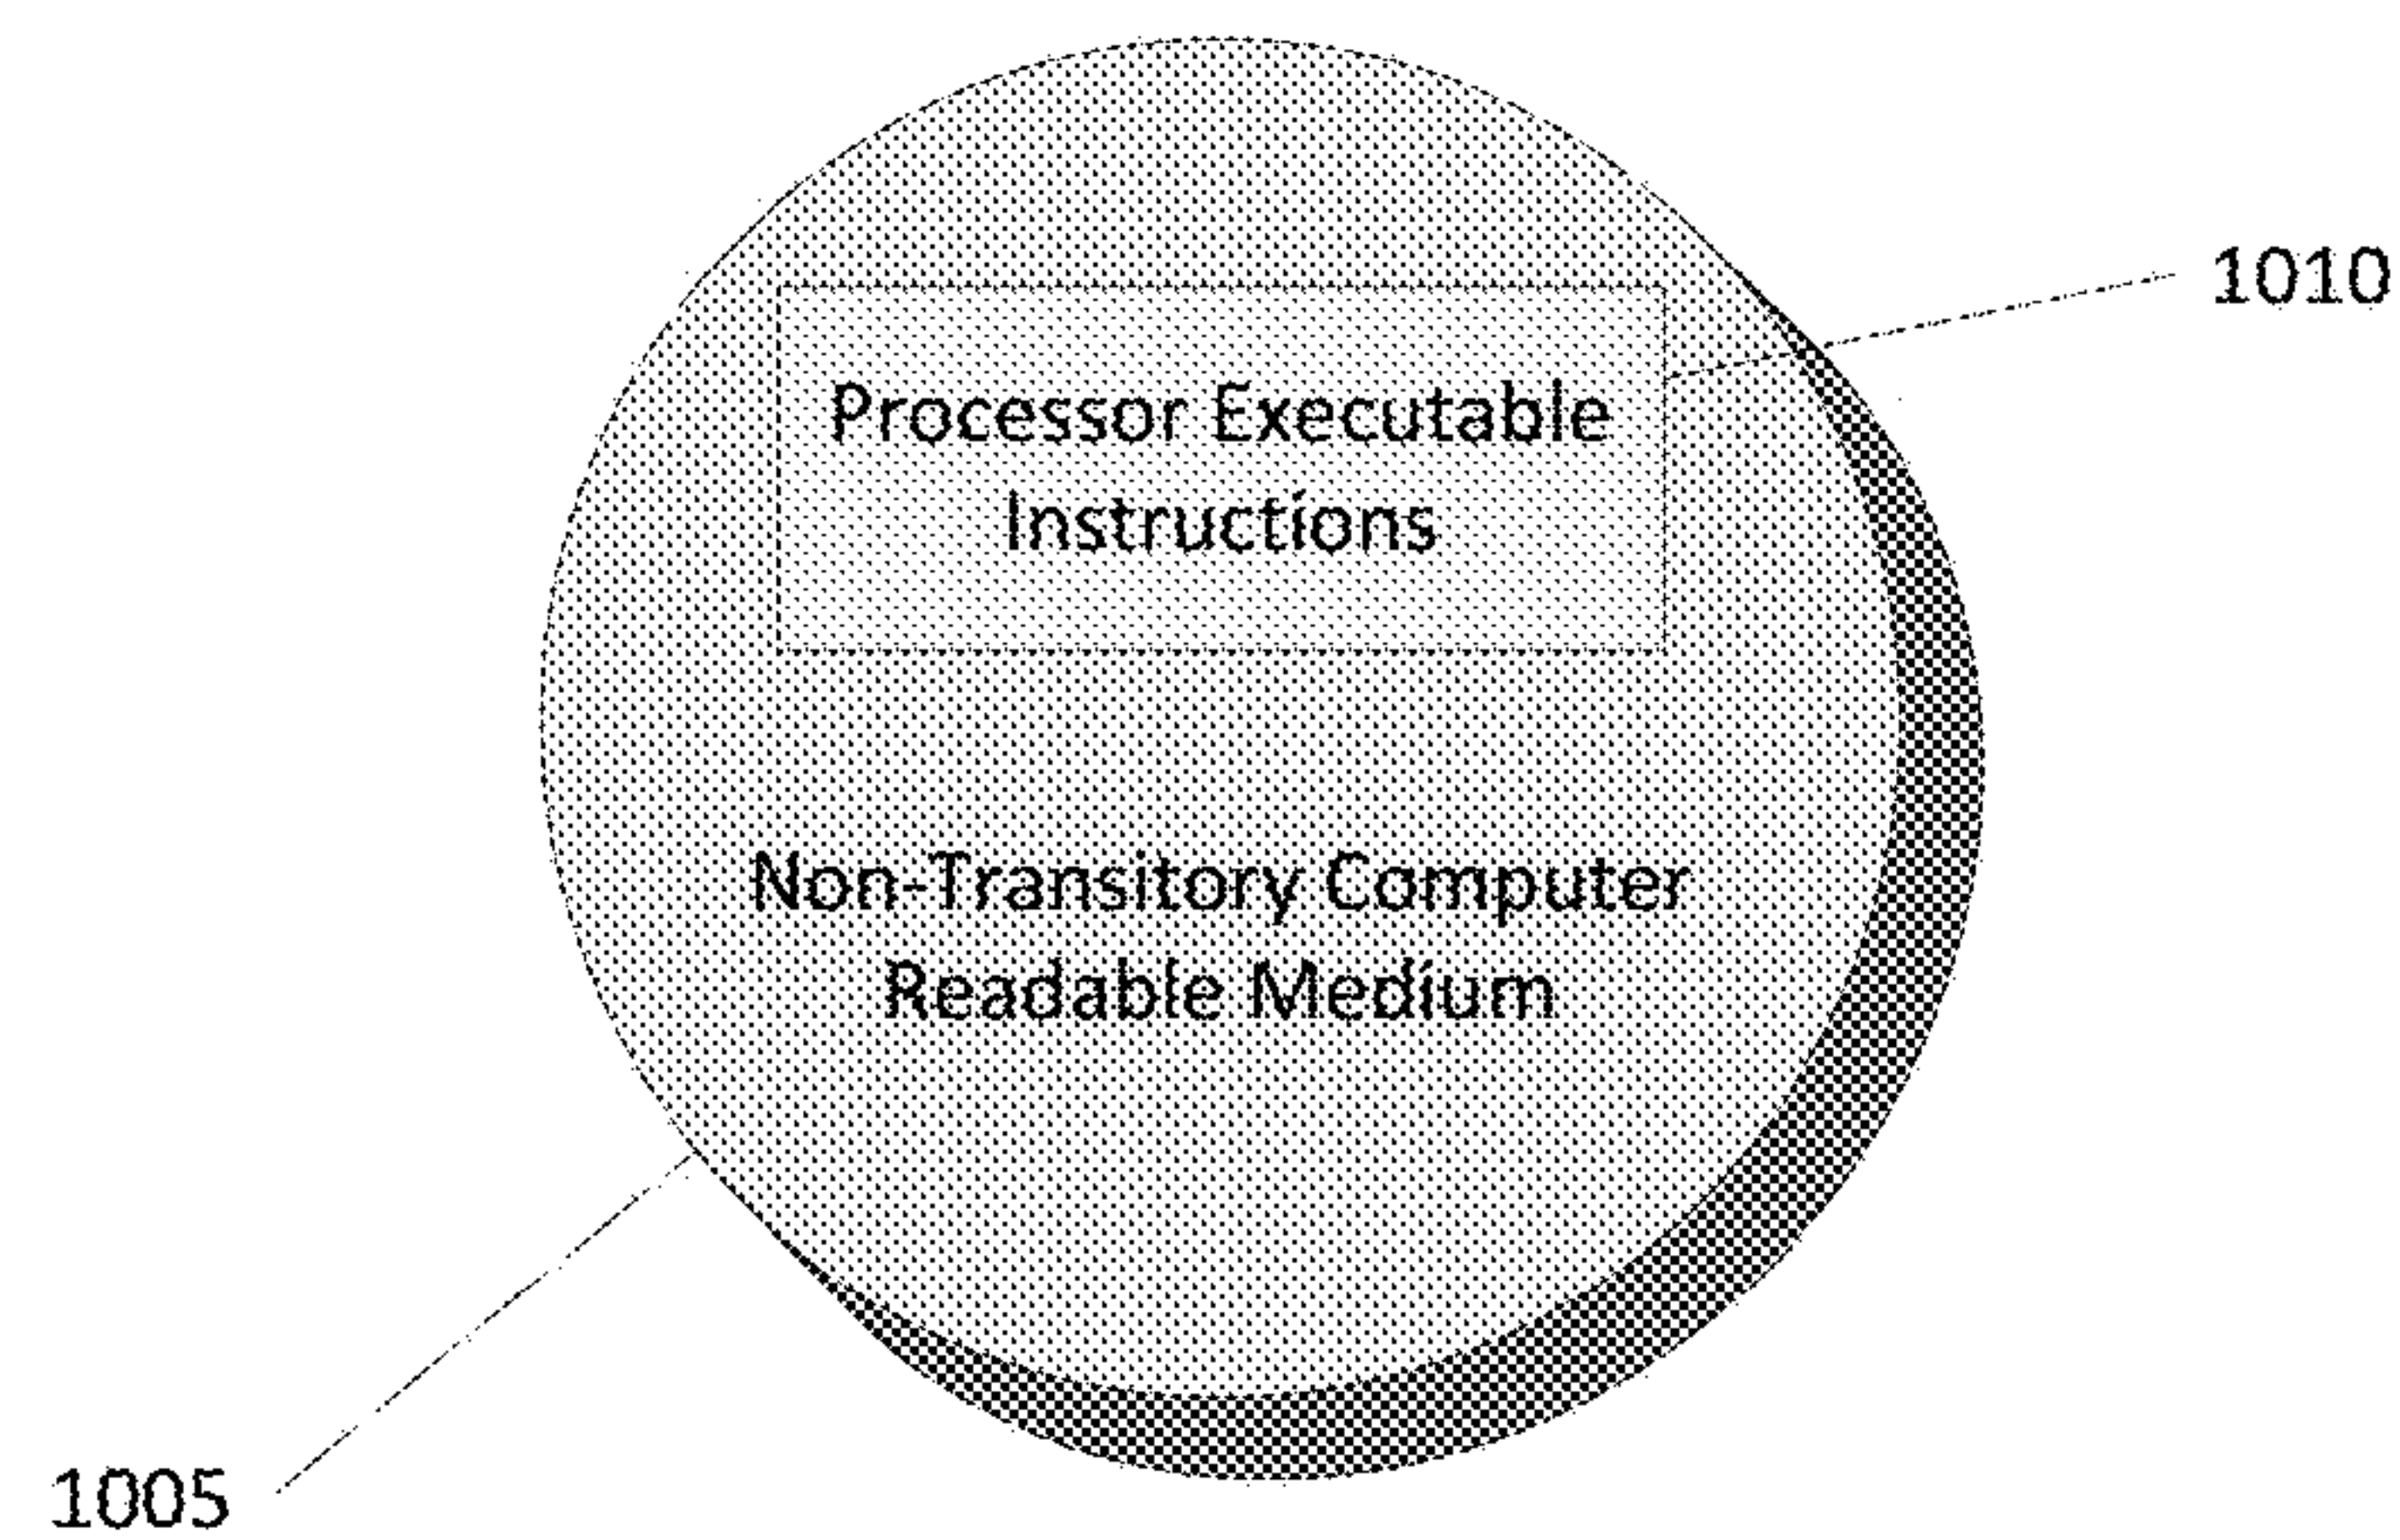 1010
Processor Executable
Instructions
Non-Transitory Computer
Readable Medium
1005